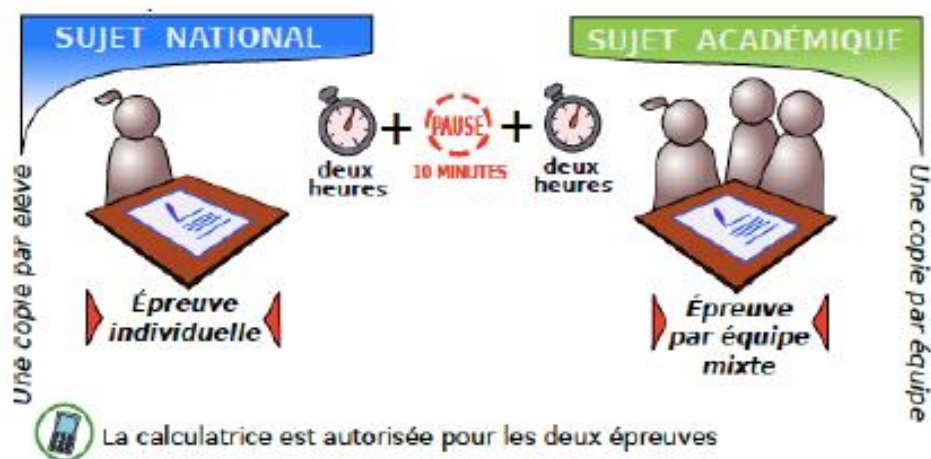 SUJET NATIONAL
SUJET ACADÉMIQUE
Une copie par élève
deux
heures
+
PAUSE
10 MINUTES
+
deux
heures
Une copie par équipe
Épreuve
individuelle
Épreuve
par équipe
mixte
La calculatrice est autorisée pour les deux épreuves